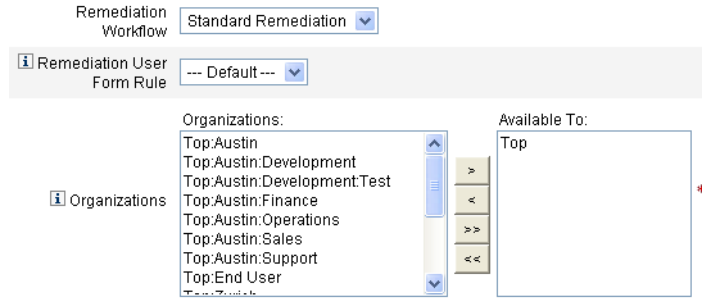 Remediation
Workflow
Standard Remediation
i Remediation User
Form Rule
--- Default ---
Organizations:
Available To:
Top:Austin
Top
Top:Austin:Development
Top:Austin:Development:Test
Top:Austin:Finance
Top:Austin:Operations
Top:Austin:Sales
Top:Austin:Support
Top:End User
i Organizations
>
<
>>
<<
*